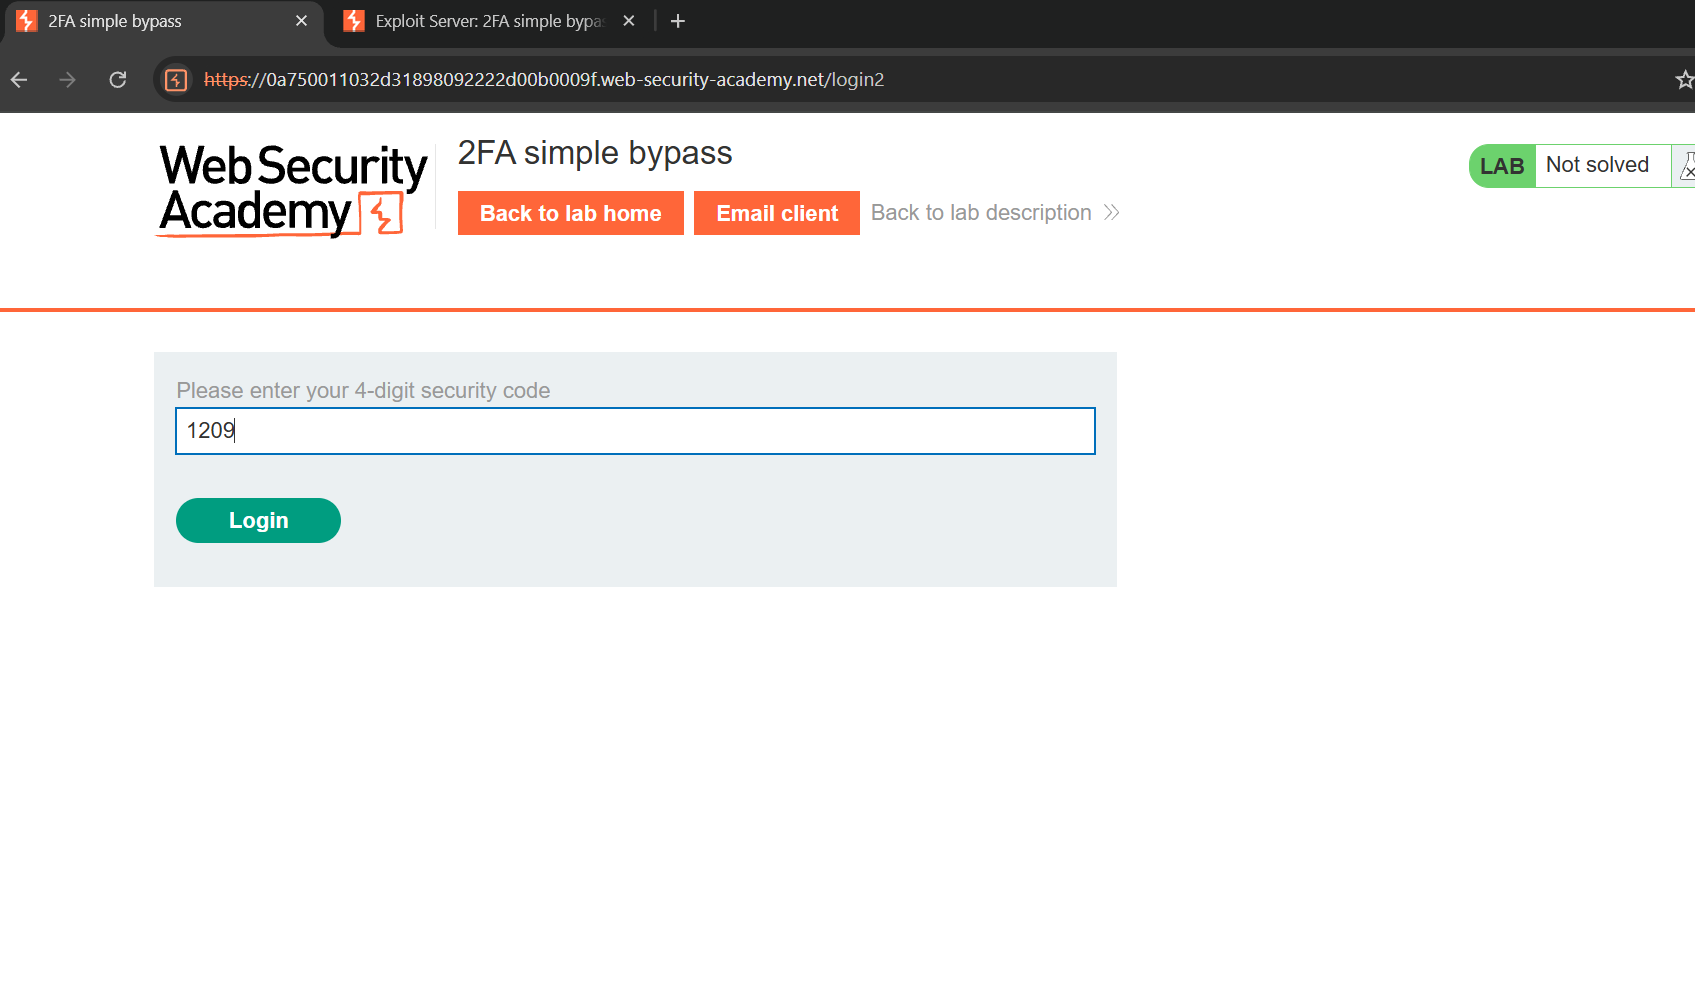 2FA simple bypass
Exploit Server: 2FA simple bypas
https://0a750011032d31898092222d00b0009f.web-security-academy.net/login2
Web Security
Academy
2FA simple bypass
Back to lab home
Email client
Back to lab description
LAB
Not solved
Please enter your 4-digit security code
1209
Login